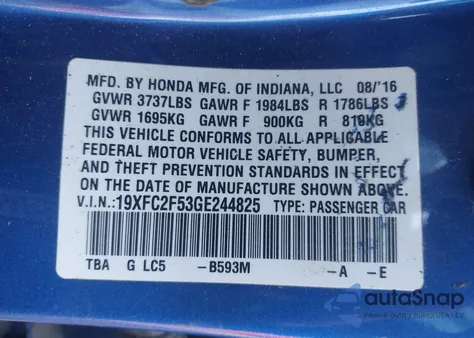 MFD. BY HONDA MFG. OF INDIANA, LLC 08/'16
GVWR 3737LBS GAWR F 1984LBS R 1786LBS
GVWR 1695KG GAWR F 900KG R 810KG
THIS VEHICLE CONFORMS TO ALL APPLICABLE
FEDERAL MOTOR VEHICLE SAFETY, BUMPER,
AND THEFT PREVENTION STANDARDS IN EFFECT
ON THE DATE OF MANUFACTURE SHOWN ABOVE.
V.I.N.: 19XFC2F53GE244825 TYPE: PASSENGER CAR
TBA G LC5 -B593M -A -E
autoSnap